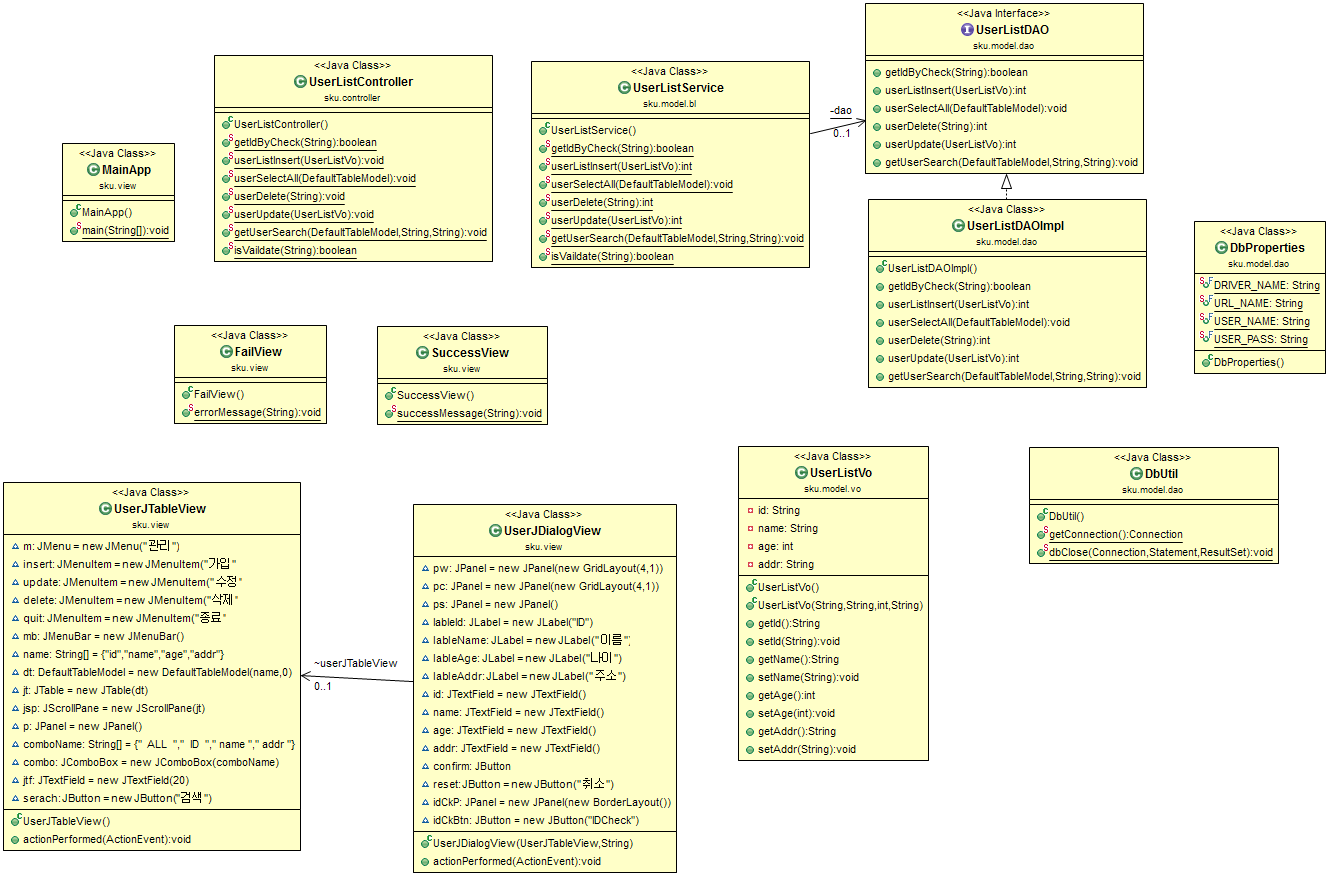 <<Java Class>>
MainApp
sku.view
MainApp()
main(String[]):void
<<Java Class>>
UserListController
sku.controller
UserListController()
getIdByCheck(String):boolean
userListInsert(UserListVo):void
userSelectAll(DefaultTableModel):void
userDelete(String):void
userUpdate(UserListVo):void
getUserSearch(DefaultTableModel,String,String):void
isVaildate(String):boolean
<<Java Class>>
UserListService
sku.model.bl
UserListService()
getIdByCheck(String):boolean
userListInsert(UserListVo):int
userSelectAll(DefaultTableModel):void
userDelete(String):int
userUpdate(UserListVo):int
getUserSearch(DefaultTableModel,String,String):void
isVaildate(String):boolean
-dao
0..1
<<Java Interface>>
UserListDAO
sku.model.dao
getIdByCheck(String):boolean
userListInsert(UserListVo):int
userSelectAll(DefaultTableModel):void
userDelete(String):int
userUpdate(UserListVo):int
getUserSearch(DefaultTableModel,String,String):void
<<Java Class>>
UserListDAOImpl
sku.model.dao
UserListDAOImpl()
getIdByCheck(String):boolean
userListInsert(UserListVo):int
userSelectAll(DefaultTableModel):void
userDelete(String):int
userUpdate(UserListVo):int
getUserSearch(DefaultTableModel,String,String):void
<<Java Class>>
DbProperties
sku.model.dao
DRIVER_NAME: String
URL_NAME: String
USER_NAME: String
USER_PASS: String
DbProperties()
<<Java Class>>
FailView
sku.view
FailView()
errorMessage(String):void
<<Java Class>>
SuccessView
sku.view
SuccessView()
successMessage(String):void
<<Java Class>>
UserJTableView
sku.view
m: JMenu = new JMenu("관리")
insert: JMenuItem = new JMenuItem("가입"
update: JMenuItem = new JMenuItem("수정"
delete: JMenuItem = new JMenuItem("삭제"
quit: JMenuItem = new JMenuItem("종료"
mb: JMenuBar = new JMenuBar()
name: String[] = {"id","name","age","addr"}
dt: DefaultTableModel = new DefaultTableModel(name,0)
jt: JTable = new JTable(dt)
jsp: JScrollPane = new JScrollPane(jt)
p: JPanel = new JPanel()
comboName: String[] = {" ALL "," ID "," name "," addr "}
combo: JComboBox = new JComboBox(comboName)
jtf: JTextField = new JTextField(20)
serach: JButton = new JButton("검색")
UserJTableView()
actionPerformed(ActionEvent):void
~userJTableView
0..1
<<Java Class>>
UserJDialogView
sku.view
pw: JPanel = new JPanel(new GridLayout(4,1))
pc: JPanel = new JPanel(new GridLayout(4,1))
ps: JPanel = new JPanel()
lableId: JLabel = new JLabel("ID")
lableName: JLabel = new JLabel("이름"
lableAge: JLabel = new JLabel("나이")
lableAddr: JLabel = new JLabel("주소")
id: JTextField = new JTextField()
name: JTextField = new JTextField()
age: JTextField = new JTextField()
addr: JTextField = new JTextField()
confirm: JButton
reset: JButton = new JButton("취소")
idCkP: JPanel = new JPanel(new BorderLayout())
idCkBtn: JButton = new JButton("IDCheck")
UserJDialogView(UserJTableView,String)
actionPerformed(ActionEvent):void
<<Java Class>>
UserListVo
sku.model.vo
id: String
name: String
age: int
addr: String
UserListVo()
UserListVo(String,String,int,String)
getId():String
setId(String):void
getName():String
setName(String):void
getAge():int
setAge(int):void
getAddr():String
setAddr(String):void
<<Java Class>>
DbUtil
sku.model.dao
DbUtil()
getConnection():Connection
dbClose(Connection,Statement,ResultSet):void